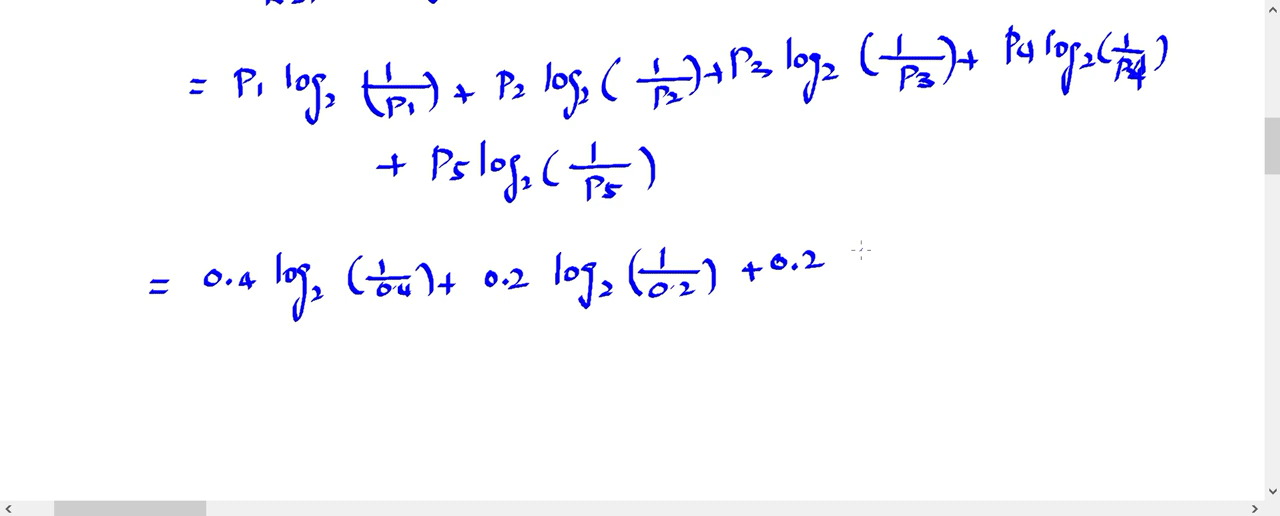 = P₁ log₂ (1/P₁) + P₂ log₂ (1/P₂) + P₃ log₂ (1/P₃) + P₄ log₂ (1/P₄)
+ P₅ log₂ (1/P₅)
= 0.4 log₂ (1/0.4) + 0.2 log₂ (1/0.2) + 0.2